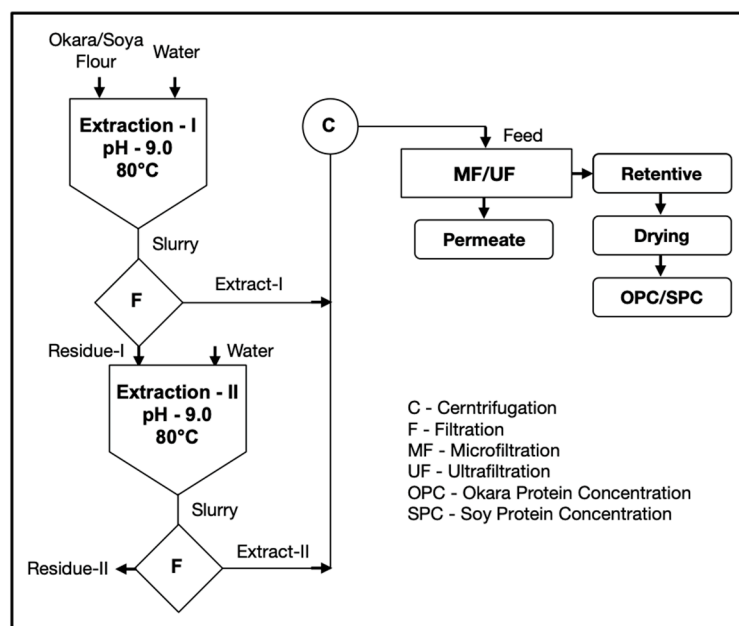 Okara/Soya
Flour
Water
Extraction - I
pH - 9.0
80°C
Slurry
F
Extract-I
Residue-I
Water
Extraction - II
pH - 9.0
80°C
Slurry
F
Extract-II
Residue-II
C
Feed
MF/UF
Retentive
Permeate
Drying
OPC/SPC
C - Cerntrifugation
F - Filtration
MF - Microfiltration
UF - Ultrafiltration
OPC - Okara Protein Concentration
SPC - Soy Protein Concentration